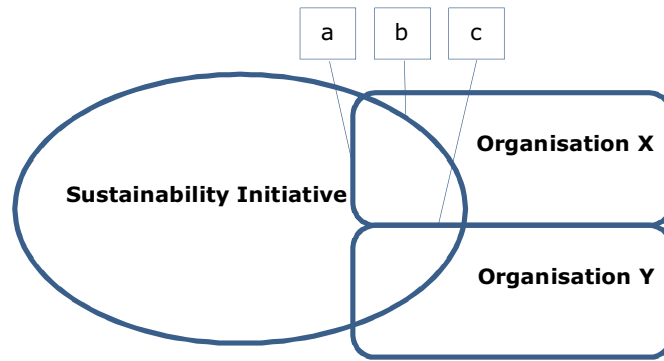 a b c
Organisation X
Sustainability Initiative
Organisation Y